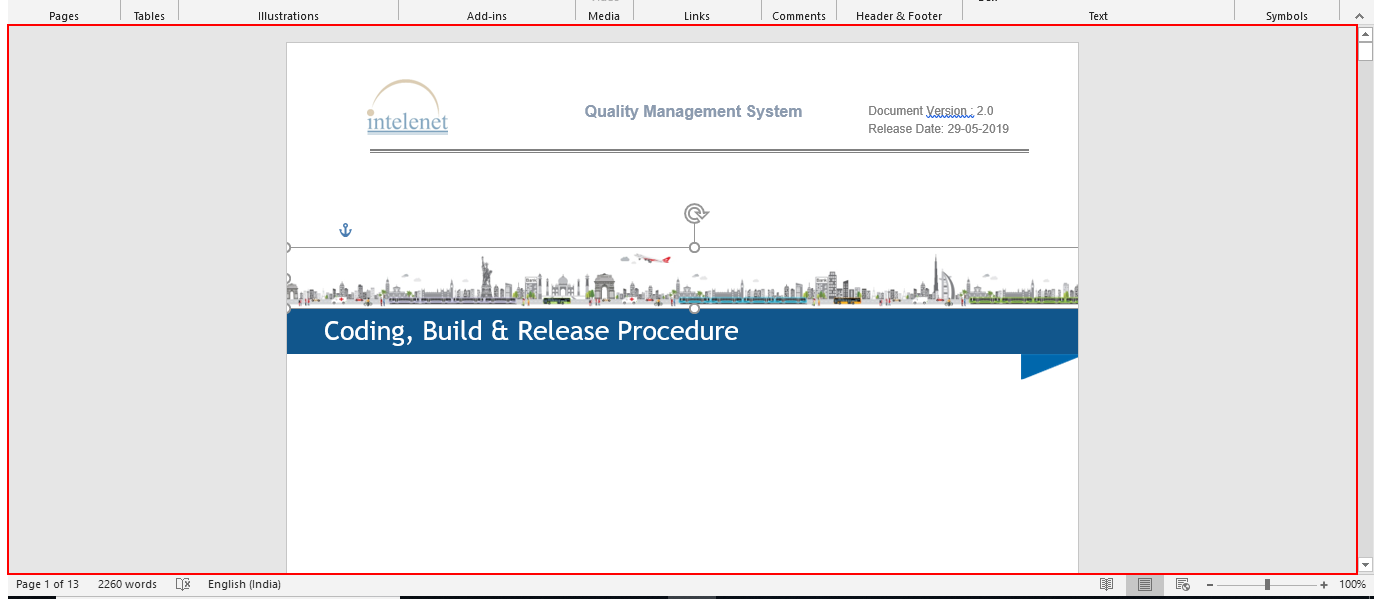 Pages Tables Illustrations Add-ins Media Links Comments Header & Footer Text Symbols
intelenet
Quality Management System
Document Version : 2.0
Release Date: 29-05-2019
Bank
Bank
Coding, Build & Release Procedure
Page 1 of 13 2260 words English (India) 100%